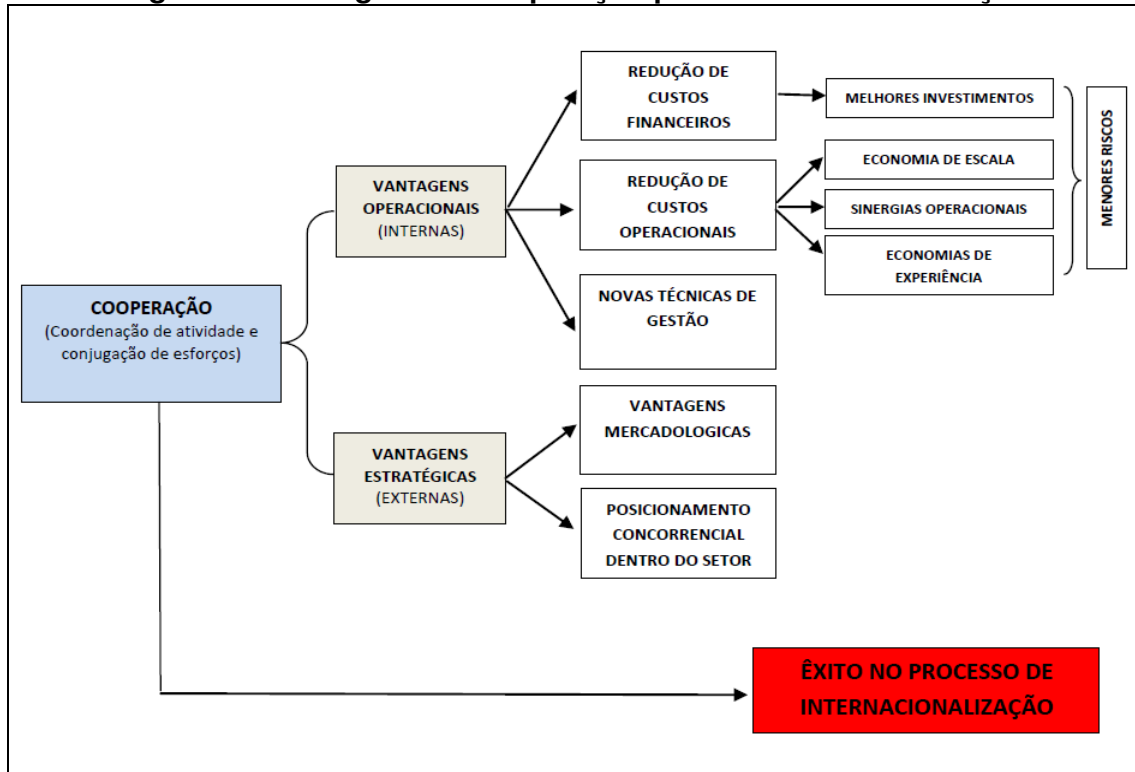 REDUÇÃO DE
CUSTOS
FINANCEIROS
MELHORES INVESTIMENTOS
MENORES RISCOS
VANTAGENS
OPERACIONAIS
(INTERNAS)
REDUÇÃO DE
CUSTOS
OPERACIONAIS
ECONOMIA DE ESCALA
SINERGIAS OPERACIONAIS
ECONOMIAS DE
EXPERIÊNCIA
COOPERAÇÃO
(Coordenação de atividade e
conjugação de esforços)
NOVAS TÉCNICAS DE
GESTÃO
VANTAGENS
ESTRATÉGICAS
(EXTERNAS)
VANTAGENS
MERCADOLOGICAS
POSICIONAMENTO
CONCORRENCIAL
DENTRO DO SETOR
ÊXITO NO PROCESSO DE
INTERNACIONALIZAÇÃO